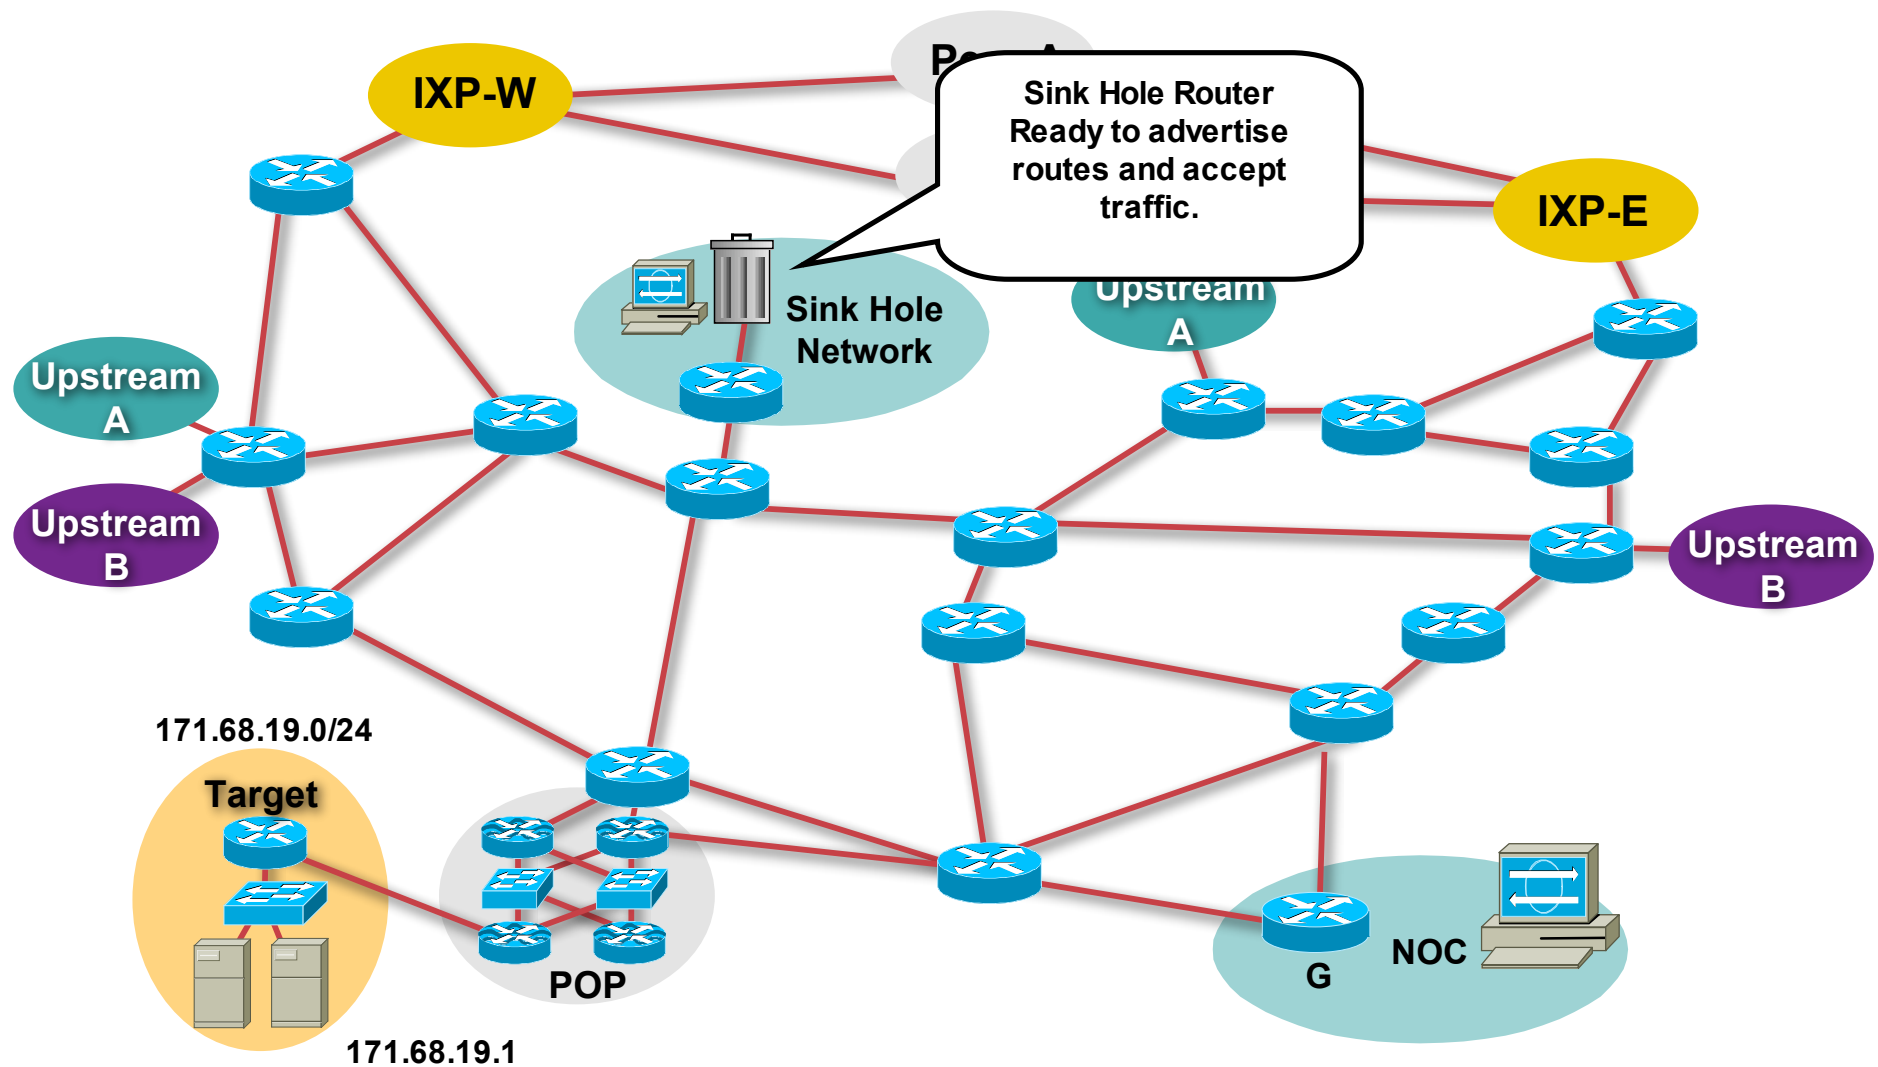 IXP-W
Sink Hole Router
Ready to advertise
routes and accept
traffic.
IXP-E
Sink Hole
Network
Upstream
A
Upstream
A
Upstream
B
Upstream
B
171.68.19.0/24
Target
POP
171.68.19.1
G
NOC